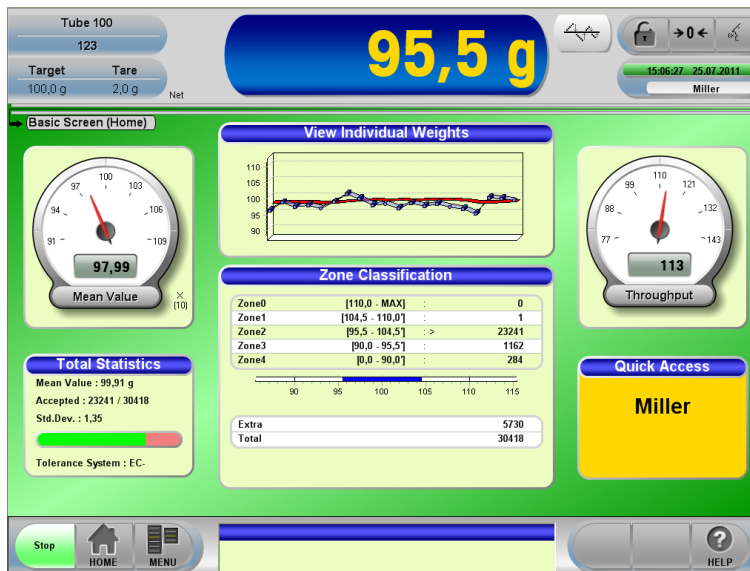 Tube 100
123
Target Tare
100,0 g 2,0 g
Net
95,5 g
→0←
15:06:27 25.07.2011
Miller
Basic Screen (Home)
91 94 97 100 103 106 109
97,99
Mean Value
X
(10)
View Individual Weights
110
105
100
95
90
77 88 99 110 121 132 143
113
Throughput
Zone Classification
Zone0 [110,0 - MAX] : 0
Zone1 [104,5 - 110,0'] : 1
Zone2 [95,5 - 104,5'] : > 23241
Zone3 [90,0 - 95,5'] : 1162
Zone4 [0,0 - 90,0'] : 284
90 95 100 105 110 115
Extra 5730
Total 30418
Total Statistics
Mean Value : 99,91 g
Accepted : 23241 / 30418
Std.Dev. : 1,35
Tolerance System : EC-
Quick Access
Miller
Stop
HOME
MENU
?
HELP